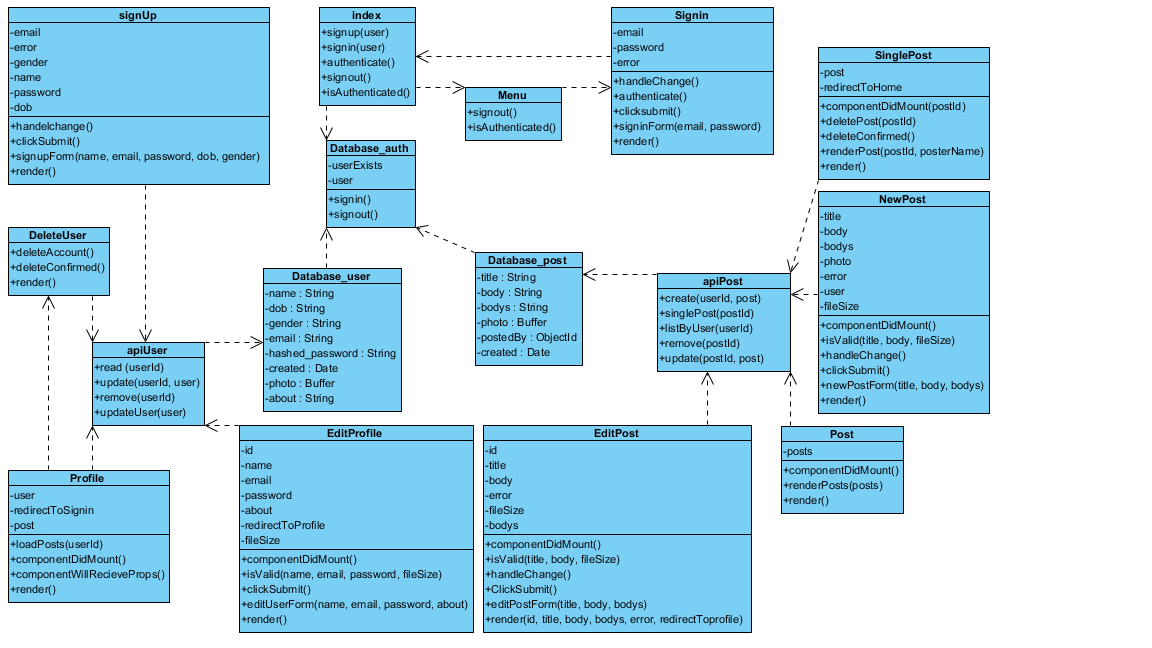 signUp
-email
-error
-gender
-name
-password
-dob
+handelchange()
+clickSubmit()
+signupForm(name, email, password, dob, gender)
+render()
index
+signup(user)
+signin(user)
+authenticate()
+signout()
+isAuthenticated()
Menu
+signout()
+isAuthenticated()
Signin
-email
-password
-error
+handleChange()
+authenticate()
+clicksubmit()
+signinForm(email, password)
+render()
SinglePost
-post
-redirectToHome
+componentDidMount(postId)
+deletePost(postId)
+deleteConfirmed()
+renderPost(postId, posterName)
+render()
Database_auth
-userExists
-user
+signin()
+signout()
NewPost
-title
-body
-bodys
-photo
-error
-user
-fileSize
+componentDidMount()
+isValid(title, body, fileSize)
+handleChange()
+clickSubmit()
+newPostForm(title, body, bodys)
+render()
DeleteUser
+deleteAccount()
+deleteConfirmed()
+render()
Database_user
-name : String
-dob : String
-gender : String
-email : String
-hashed_password : String
-created : Date
-photo : Buffer
-about : String
Database_post
-title : String
-body : String
-bodys : String
-photo : Buffer
-postedBy : ObjectId
-created : Date
apiPost
+create(userId, post)
+singlePost(postId)
+listByUser(userId)
+remove(postId)
+update(postId, post)
apiUser
+read (userId)
+update(userId, user)
+remove(userId)
+updateUser(user)
Profile
-user
-redirectToSignin
-post
+loadPosts(userId)
+componentDidMount()
+componentWillRecieveProps()
+render()
EditProfile
-id
-name
-email
-password
-about
-redirectToProfile
-fileSize
+componentDidMount()
+isValid(name, email, password, fileSize)
+clickSubmit()
+editUserForm(name, email, password, about)
+render()
EditPost
-id
-title
-body
-error
-fileSize
-bodys
+componentDidMount()
+isValid(title, body, fileSize)
+handleChange()
+ClickSubmit()
+editPostForm(title, body, bodys)
+render(id, title, body, bodys, error, redirectToprofile)
Post
-posts
+componentDidMount()
+renderPosts(posts)
+render()